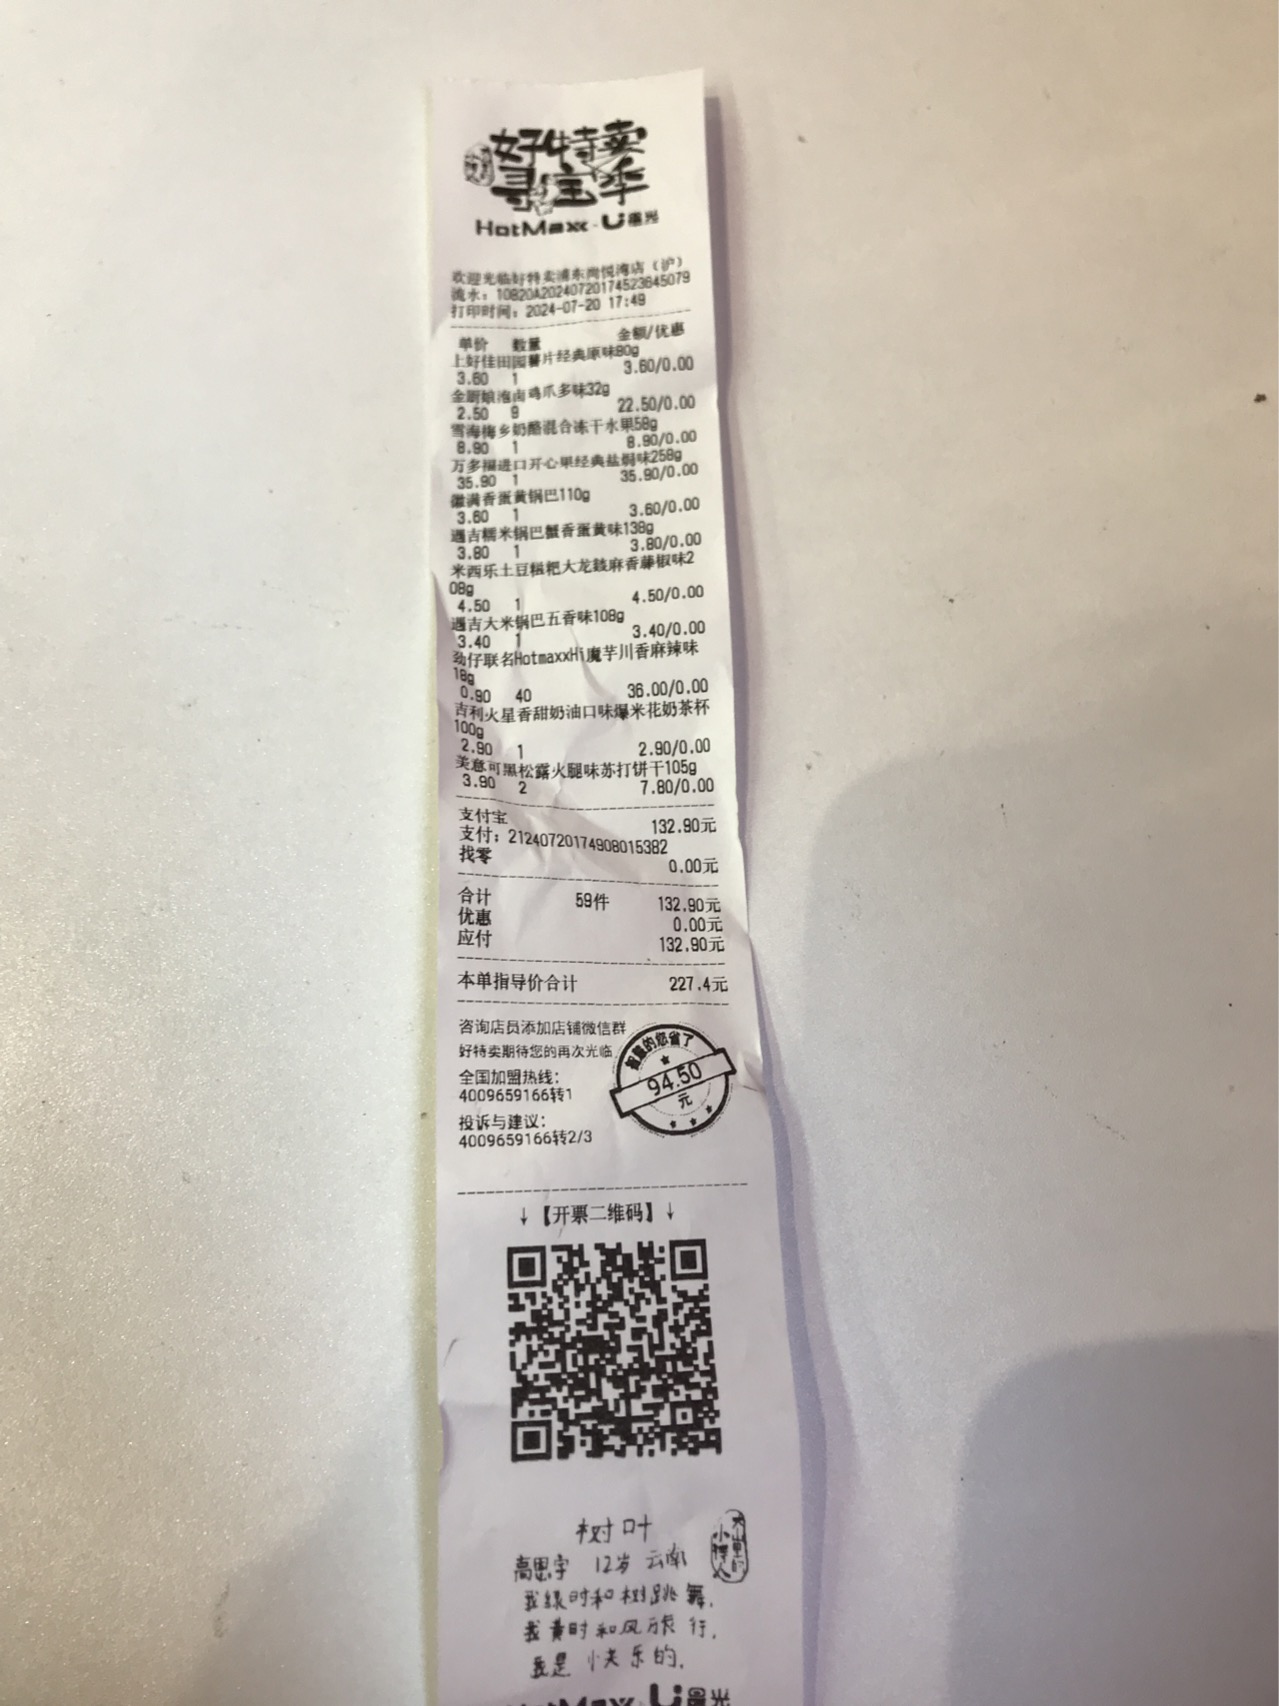 好特卖
寻宝季
HotMaxx·U星光
欢迎光临好特卖浦东尚悦湾店（沪）
流水：10820A20240720174523645079
打印时间：2024-07-20 17:49
单价 数量 金额/优惠
上好佳田园薯片经典原味80g
3.60 1 3.60/0.00
金厨娘泡卤鸡爪多味32g
2.50 9 22.50/0.00
雪海梅乡奶酪混合冻干水果58g
8.90 1 8.90/0.00
万多福进口开心果经典盐焗味258g
35.90 1 35.90/0.00
徽满香蛋黄锅巴110g
3.60 1 3.60/0.00
遇吉糯米锅巴蟹香蛋黄味138g
3.80 1 3.80/0.00
米西乐土豆糍粑大龙鼓麻香藤椒味2
08g
4.50 1 4.50/0.00
遇吉大米锅巴五香味108g
3.40 1 3.40/0.00
劲仔联名HotmaxxHi魔芋川香麻辣味
18g
0.90 40 36.00/0.00
吉利火星香甜奶油口味爆米花奶茶杯
100g
2.90 1 2.90/0.00
美意可黑松露火腿味苏打饼干105g
3.90 2 7.80/0.00
支付宝 132.90元
支付：21240720174908015382
找零 0.00元
合计 59件 132.90元
优惠 0.00元
应付 132.90元
本单指导价合计 227.4元
咨询店员添加店铺微信群
好特卖期待您的再次光临
全国加盟热线：
4009659166转1
投诉与建议：
4009659166转2/3
智慧的您省了
94.50
元
↓【开票二维码】↓
树叶
大山里的
小诗人
高思宇 12岁 云南
我绿时和树跳舞，
我黄时和风旅行，
我是快乐的。
HotMaxx·U星光